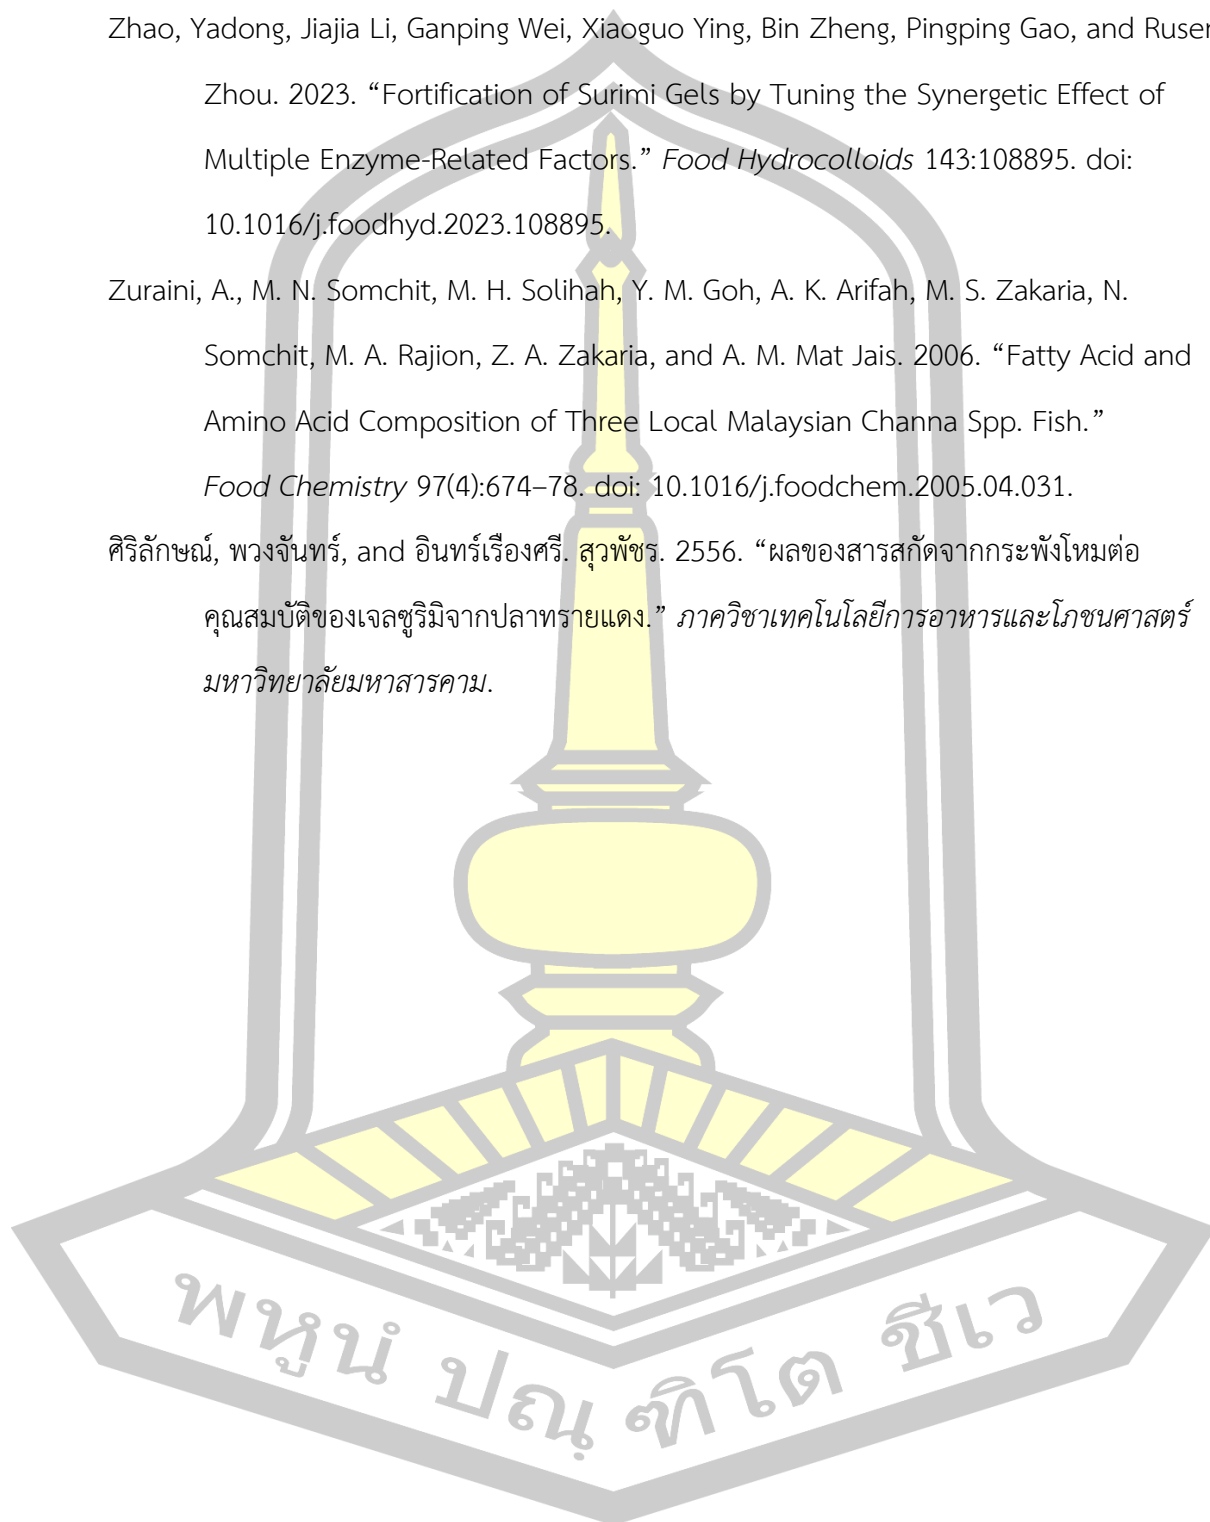 Zhao, Yadong, Jiajia Li, Ganping Wei, Xiaoguo Ying, Bin Zheng, Pingping Gao, and Rusen
Zhou. 2023. “Fortification of Surimi Gels by Tuning the Synergetic Effect of
Multiple Enzyme-Related Factors.” Food Hydrocolloids 143:108895. doi:
10.1016/j.foodhyd.2023.108895.
Zuraini, A., M. N. Somchit, M. H. Solihah, Y. M. Goh, A. K. Arifah, M. S. Zakaria, N.
Somchit, M. A. Rajion, Z. A. Zakaria, and A. M. Mat Jais. 2006. “Fatty Acid and
Amino Acid Composition of Three Local Malaysian Channa Spp. Fish.”
Food Chemistry 97(4):674–78. doi: 10.1016/j.foodchem.2005.04.031.
ศิริลักษณ์, พวงจันทร์, and อินทร์เรืองศรี. สุวพัชร. 2556. “ผลของสารสกัดจากกระพังโหมต่อ
คุณสมบัติของเจลซูริมิจากปลาทรายแดง.” ภาควิชาเทคโนโลยีการอาหารและโภชนศาสตร์
มหาวิทยาลัยมหาสารคาม.
พหูนํ ปณฺฑิโต ชีเว